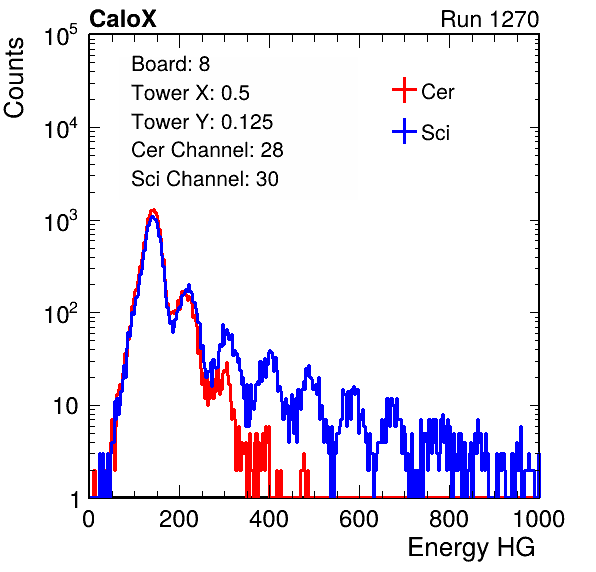 CaloX Run 1270
Counts
10^5
10^4
10^3
10^2
10
1
Board: 8
Tower X: 0.5
Tower Y: 0.125
Cer Channel: 28
Sci Channel: 30
Cer
Sci
0 200 400 600 800 1000
Energy HG